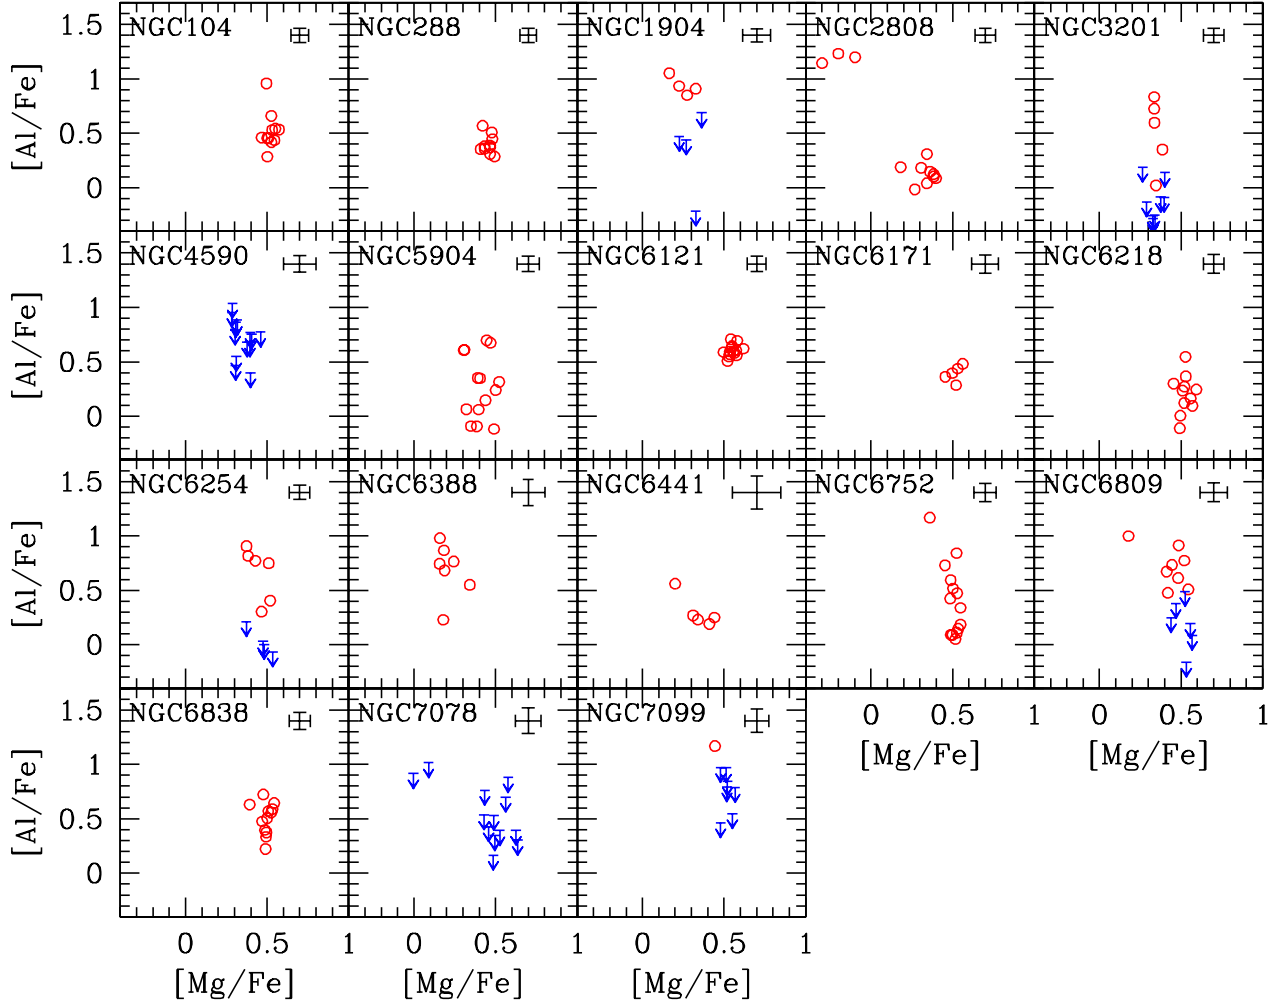 NGC104 NGC288 NGC1904 NGC2808 NGC3201
1.5
1
0.5
0
[Al/Fe]
NGC4590 NGC5904 NGC6121 NGC6171 NGC6218
1.5
1
0.5
0
[Al/Fe]
NGC6254 NGC6388 NGC6441 NGC6752 NGC6809
1.5
1
0.5
0
[Al/Fe]
0 0.5 1 0 0.5 1
[Mg/Fe] [Mg/Fe]
NGC6838 NGC7078 NGC7099
1.5
1
0.5
0
[Al/Fe]
0 0.5 1 0 0.5 1 0 0.5 1
[Mg/Fe] [Mg/Fe] [Mg/Fe]